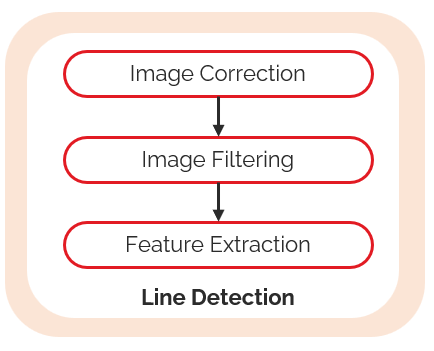 Image Correction
Image Filtering
Feature Extraction
Line Detection